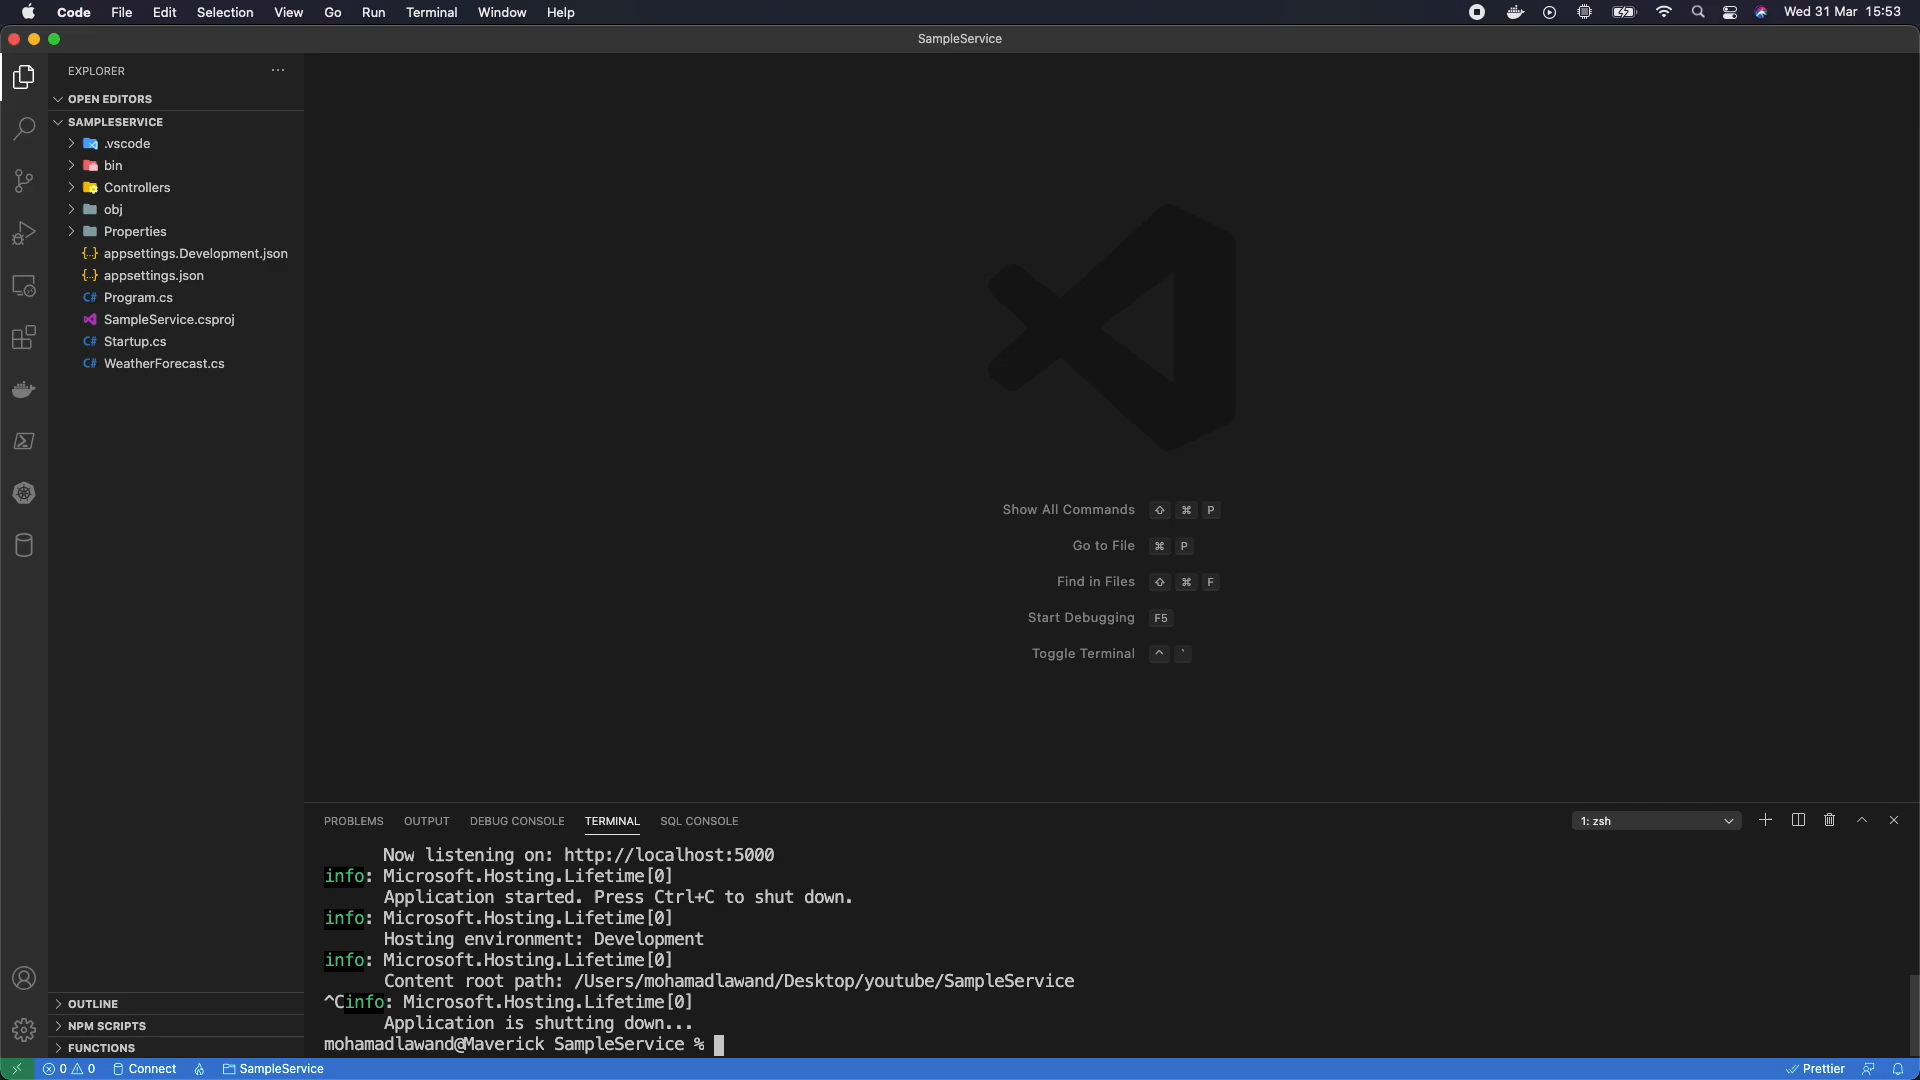 Code File Edit Selection View Go Run Terminal Window Help Wed 31 Mar 15:53
SampleService
EXPLORER
OPEN EDITORS
SAMPLESERVICE
.vscode
bin
Controllers
obj
Properties
{..} appsettings.Development.json
{..} appsettings.json
C# Program.cs
SampleService.csproj
C# Startup.cs
C# WeatherForecast.cs
OUTLINE
NPM SCRIPTS
FUNCTIONS
Show All Commands ⇧ ⌘ P
Go to File ⌘ P
Find in Files ⇧ ⌘ F
Start Debugging F5
Toggle Terminal ^ `
PROBLEMS OUTPUT DEBUG CONSOLE TERMINAL SQL CONSOLE 1: zsh
Now listening on: http://localhost:5000
info: Microsoft.Hosting.Lifetime[0]
Application started. Press Ctrl+C to shut down.
info: Microsoft.Hosting.Lifetime[0]
Hosting environment: Development
info: Microsoft.Hosting.Lifetime[0]
Content root path: /Users/mohamadlawand/Desktop/youtube/SampleService
^Cinfo: Microsoft.Hosting.Lifetime[0]
Application is shutting down...
mohamadlawand@Maverick SampleService %
0 0 Connect SampleService Prettier